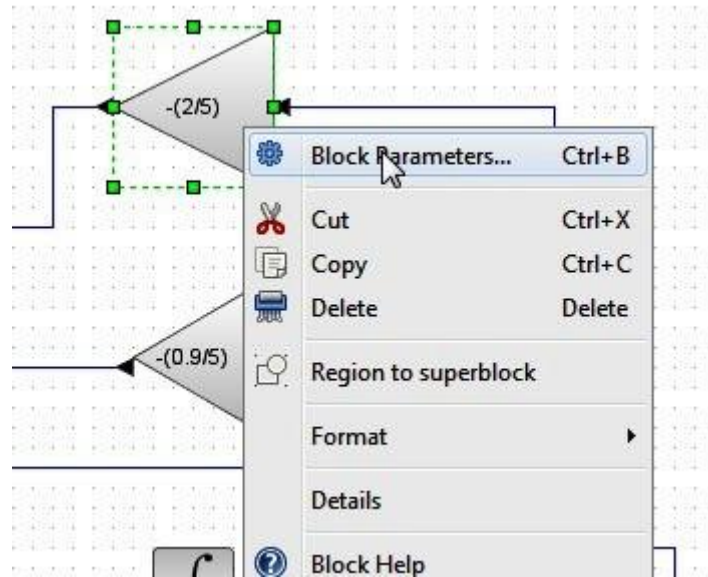 -(2/5)
Block Parameters... Ctrl+B
Cut Ctrl+X
Copy Ctrl+C
Delete Delete
-(0.9/5)
Region to superblock
Format
Details
Block Help